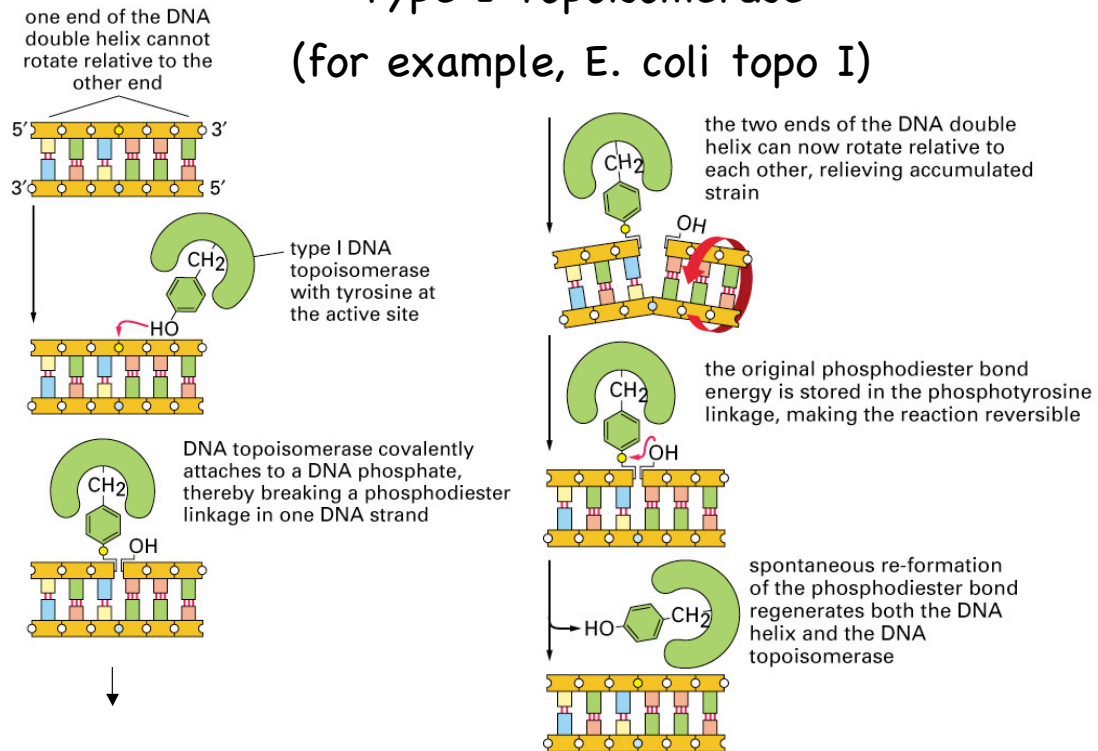 Type I Topoisomerase
(for example, E. coli topo I)
one end of the DNA
double helix cannot
rotate relative to the
other end
5′ 3′
3′ 5′
CH2
HO
type I DNA
topoisomerase
with tyrosine at
the active site
DNA topoisomerase covalently
attaches to a DNA phosphate,
thereby breaking a phosphodiester
linkage in one DNA strand
CH2
OH
CH2
OH
the two ends of the DNA double
helix can now rotate relative to
each other, relieving accumulated
strain
CH2
OH
the original phosphodiester bond
energy is stored in the phosphotyrosine
linkage, making the reaction reversible
HO CH2
spontaneous re-formation
of the phosphodiester bond
regenerates both the DNA
helix and the DNA
topoisomerase